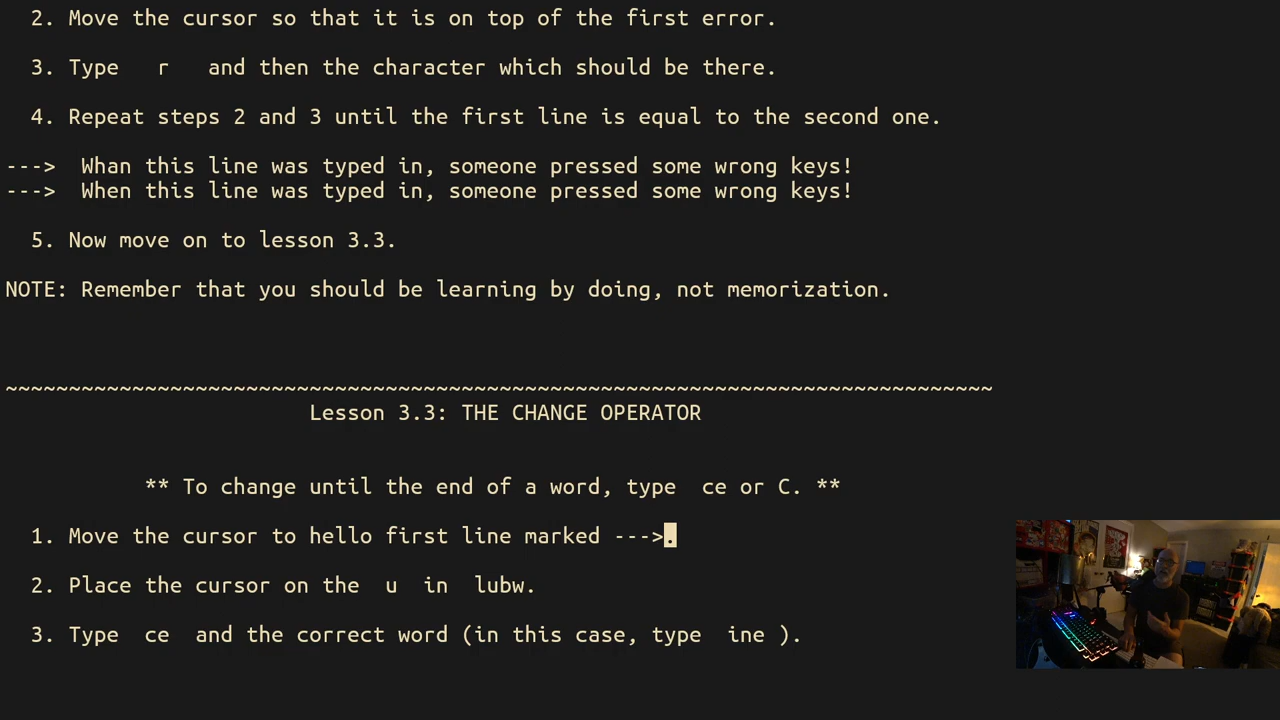 2. Move the cursor so that it is on top of the first error.
3. Type   r   and then the character which should be there.
4. Repeat steps 2 and 3 until the first line is equal to the second one.
--->  Whan this line was typed in, someone pressed some wrong keys!
--->  When this line was typed in, someone pressed some wrong keys!
5. Now move on to lesson 3.3.
NOTE: Remember that you should be learning by doing, not memorization.
~~~~~~~~~~~~~~~~~~~~~~~~~~~~~~~~~~~~~~~~~~~~~~~~~~~~~~~~~~~~~~~~~~~~~~~~~~~~~~
Lesson 3.3: THE CHANGE OPERATOR
** To change until the end of a word, type  ce or C. **
1. Move the cursor to hello first line marked --->.
2. Place the cursor on the  u  in  lubw.
3. Type  ce  and the correct word (in this case, type  ine ).